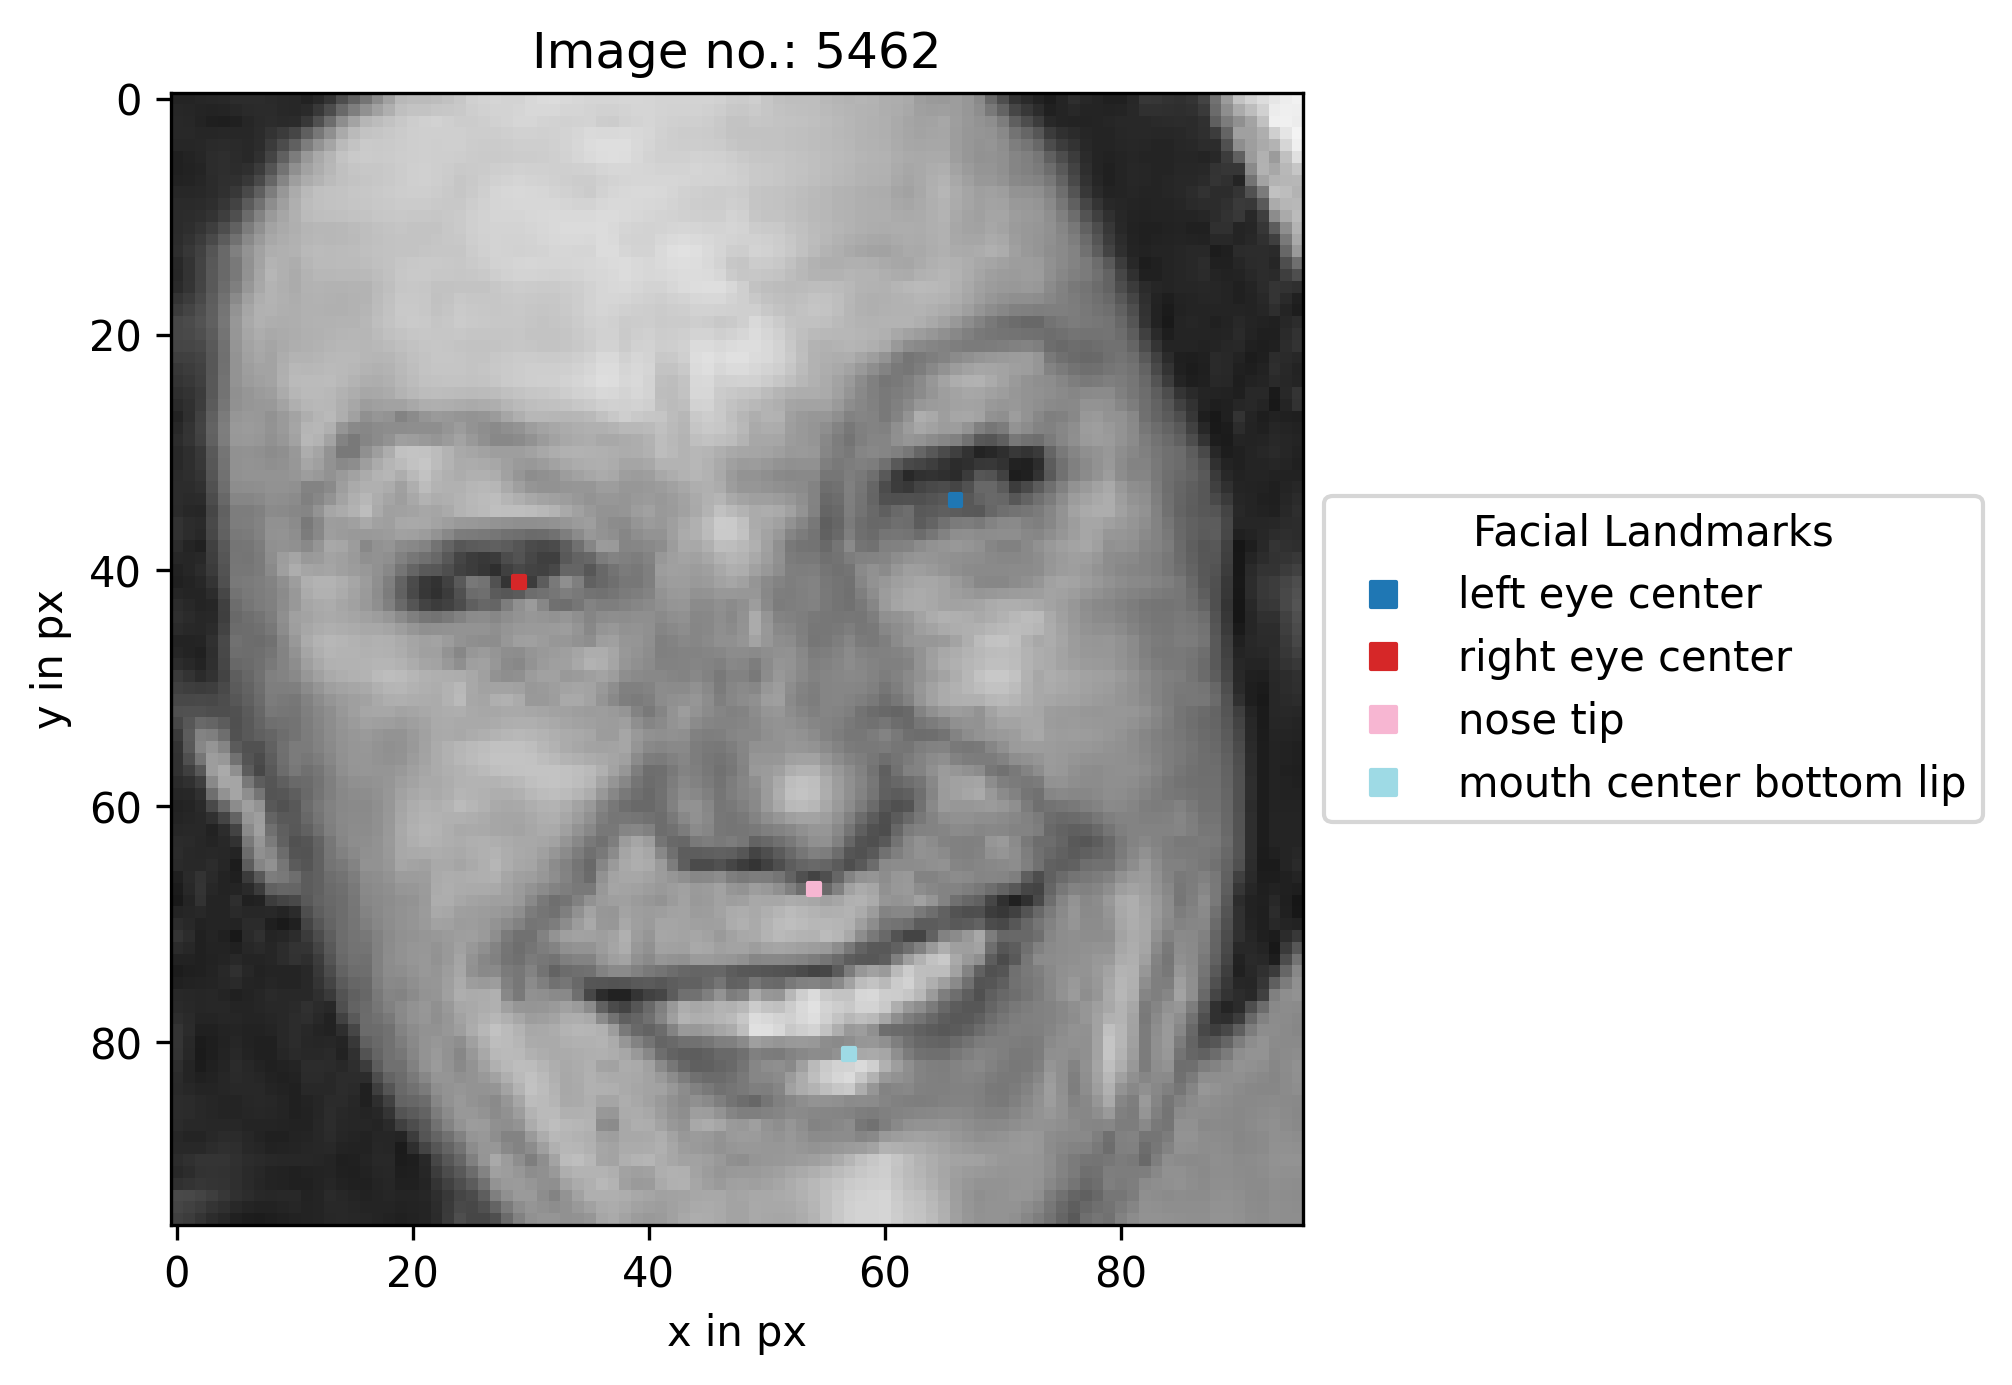 Image no.: 5462
0
20
40
60
80
y in px
0 20 40 60 80
x in px
Facial Landmarks
left eye center
right eye center
nose tip
mouth center bottom lip